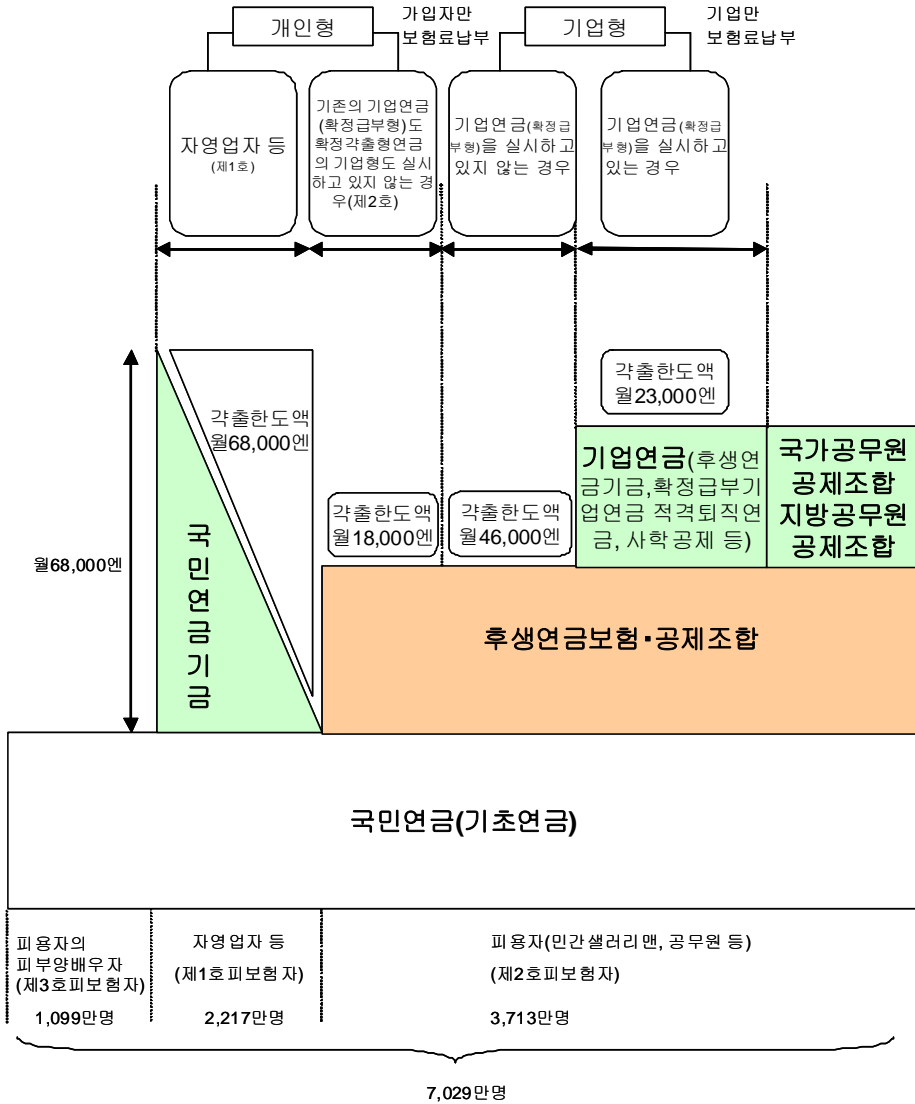 개인형
가입자만
보험료납부
기업형
기업만
보험료납부
자영업자 등
(제1호)
기존의 기업연금
(확정급부형)도
확정갹출형연금
의 기업형도 실시
하고 있지 않는 경
우(제2호)
기업연금(확정급
부형)을 실시하고
있지 않는 경우
기업연금(확정급
부형)을 실시하고
있는 경우
갹출한도액
월68,000엔
갹출한도액
월23,000엔
갹출한도액
월18,000엔
갹출한도액
월46,000엔
기업연금(후생연
금기금,확정급부기
업연금 적격퇴직연
금, 사학공제 등)
국가공무원
공제조합
지방공무원
공제조합
월68,000엔
국
민
연
금
기
금
후생연금보험▪공제조합
국민연금(기초연금)
피용자의
피부양배우자
(제3호피보험자)
1,099만명
자영업자 등
(제1호피보험자)
2,217만명
피용자(민간샐러리맨, 공무원 등)
(제2호피보험자)
3,713만명
7,029만명